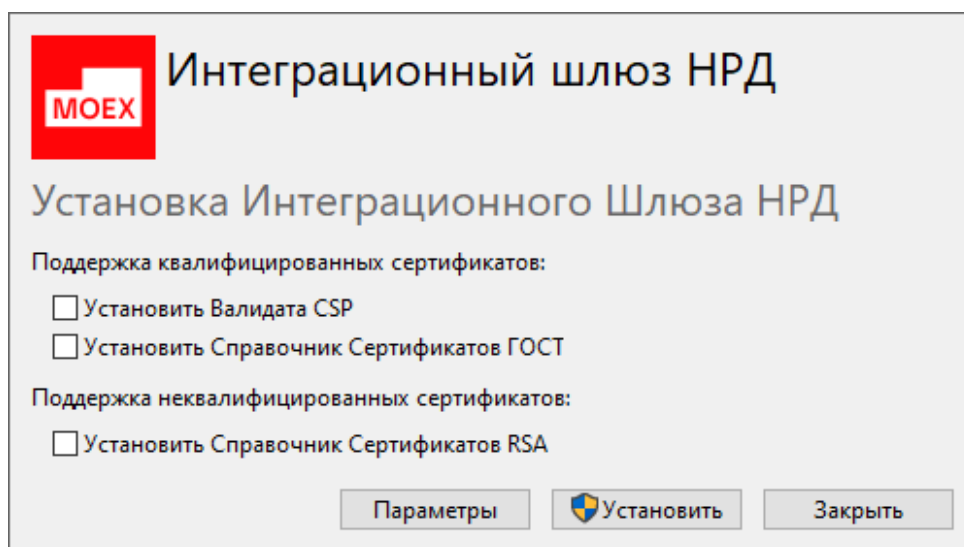 MOEX
Интеграционный шлюз НРД
Установка Интеграционного Шлюза НРД
Поддержка квалифицированных сертификатов:
Установить Валидата CSP
Установить Справочник Сертификатов ГОСТ
Поддержка неквалифицированных сертификатов:
Установить Справочник Сертификатов RSA
Параметры Установить Закрыть